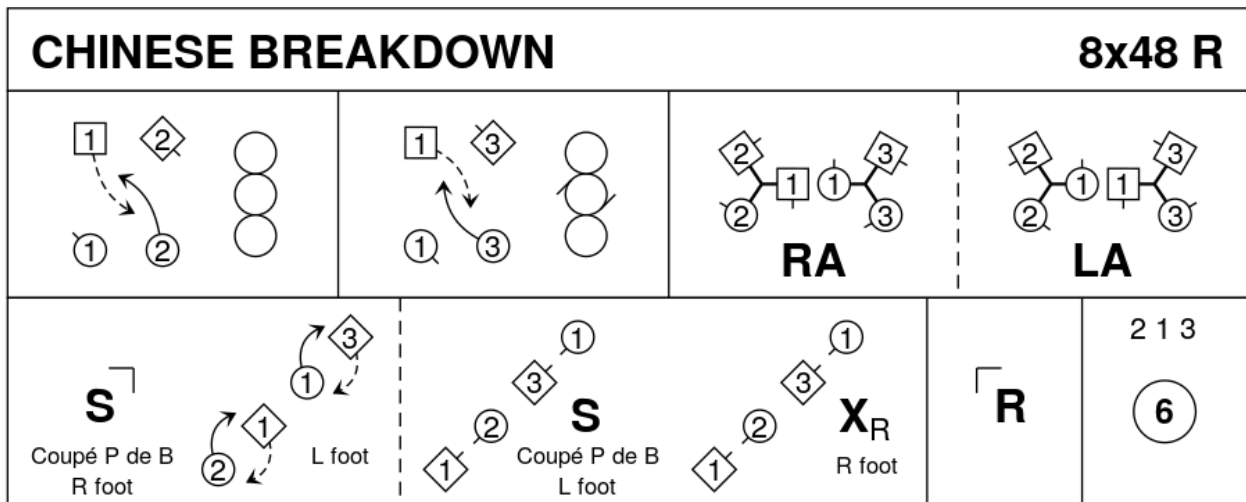 CHINESE BREAKDOWN 8x48 R
1 2
1 2
1 3
1 3
2 1 1 3
2 3
RA
2 1 1 3
2 3
LA
S
Coupé P de B
R foot
3
1
1
2
L foot
1
3
2
1
S
Coupé P de B
L foot
1
3
2
1
XR
R foot
R
2 1 3
6